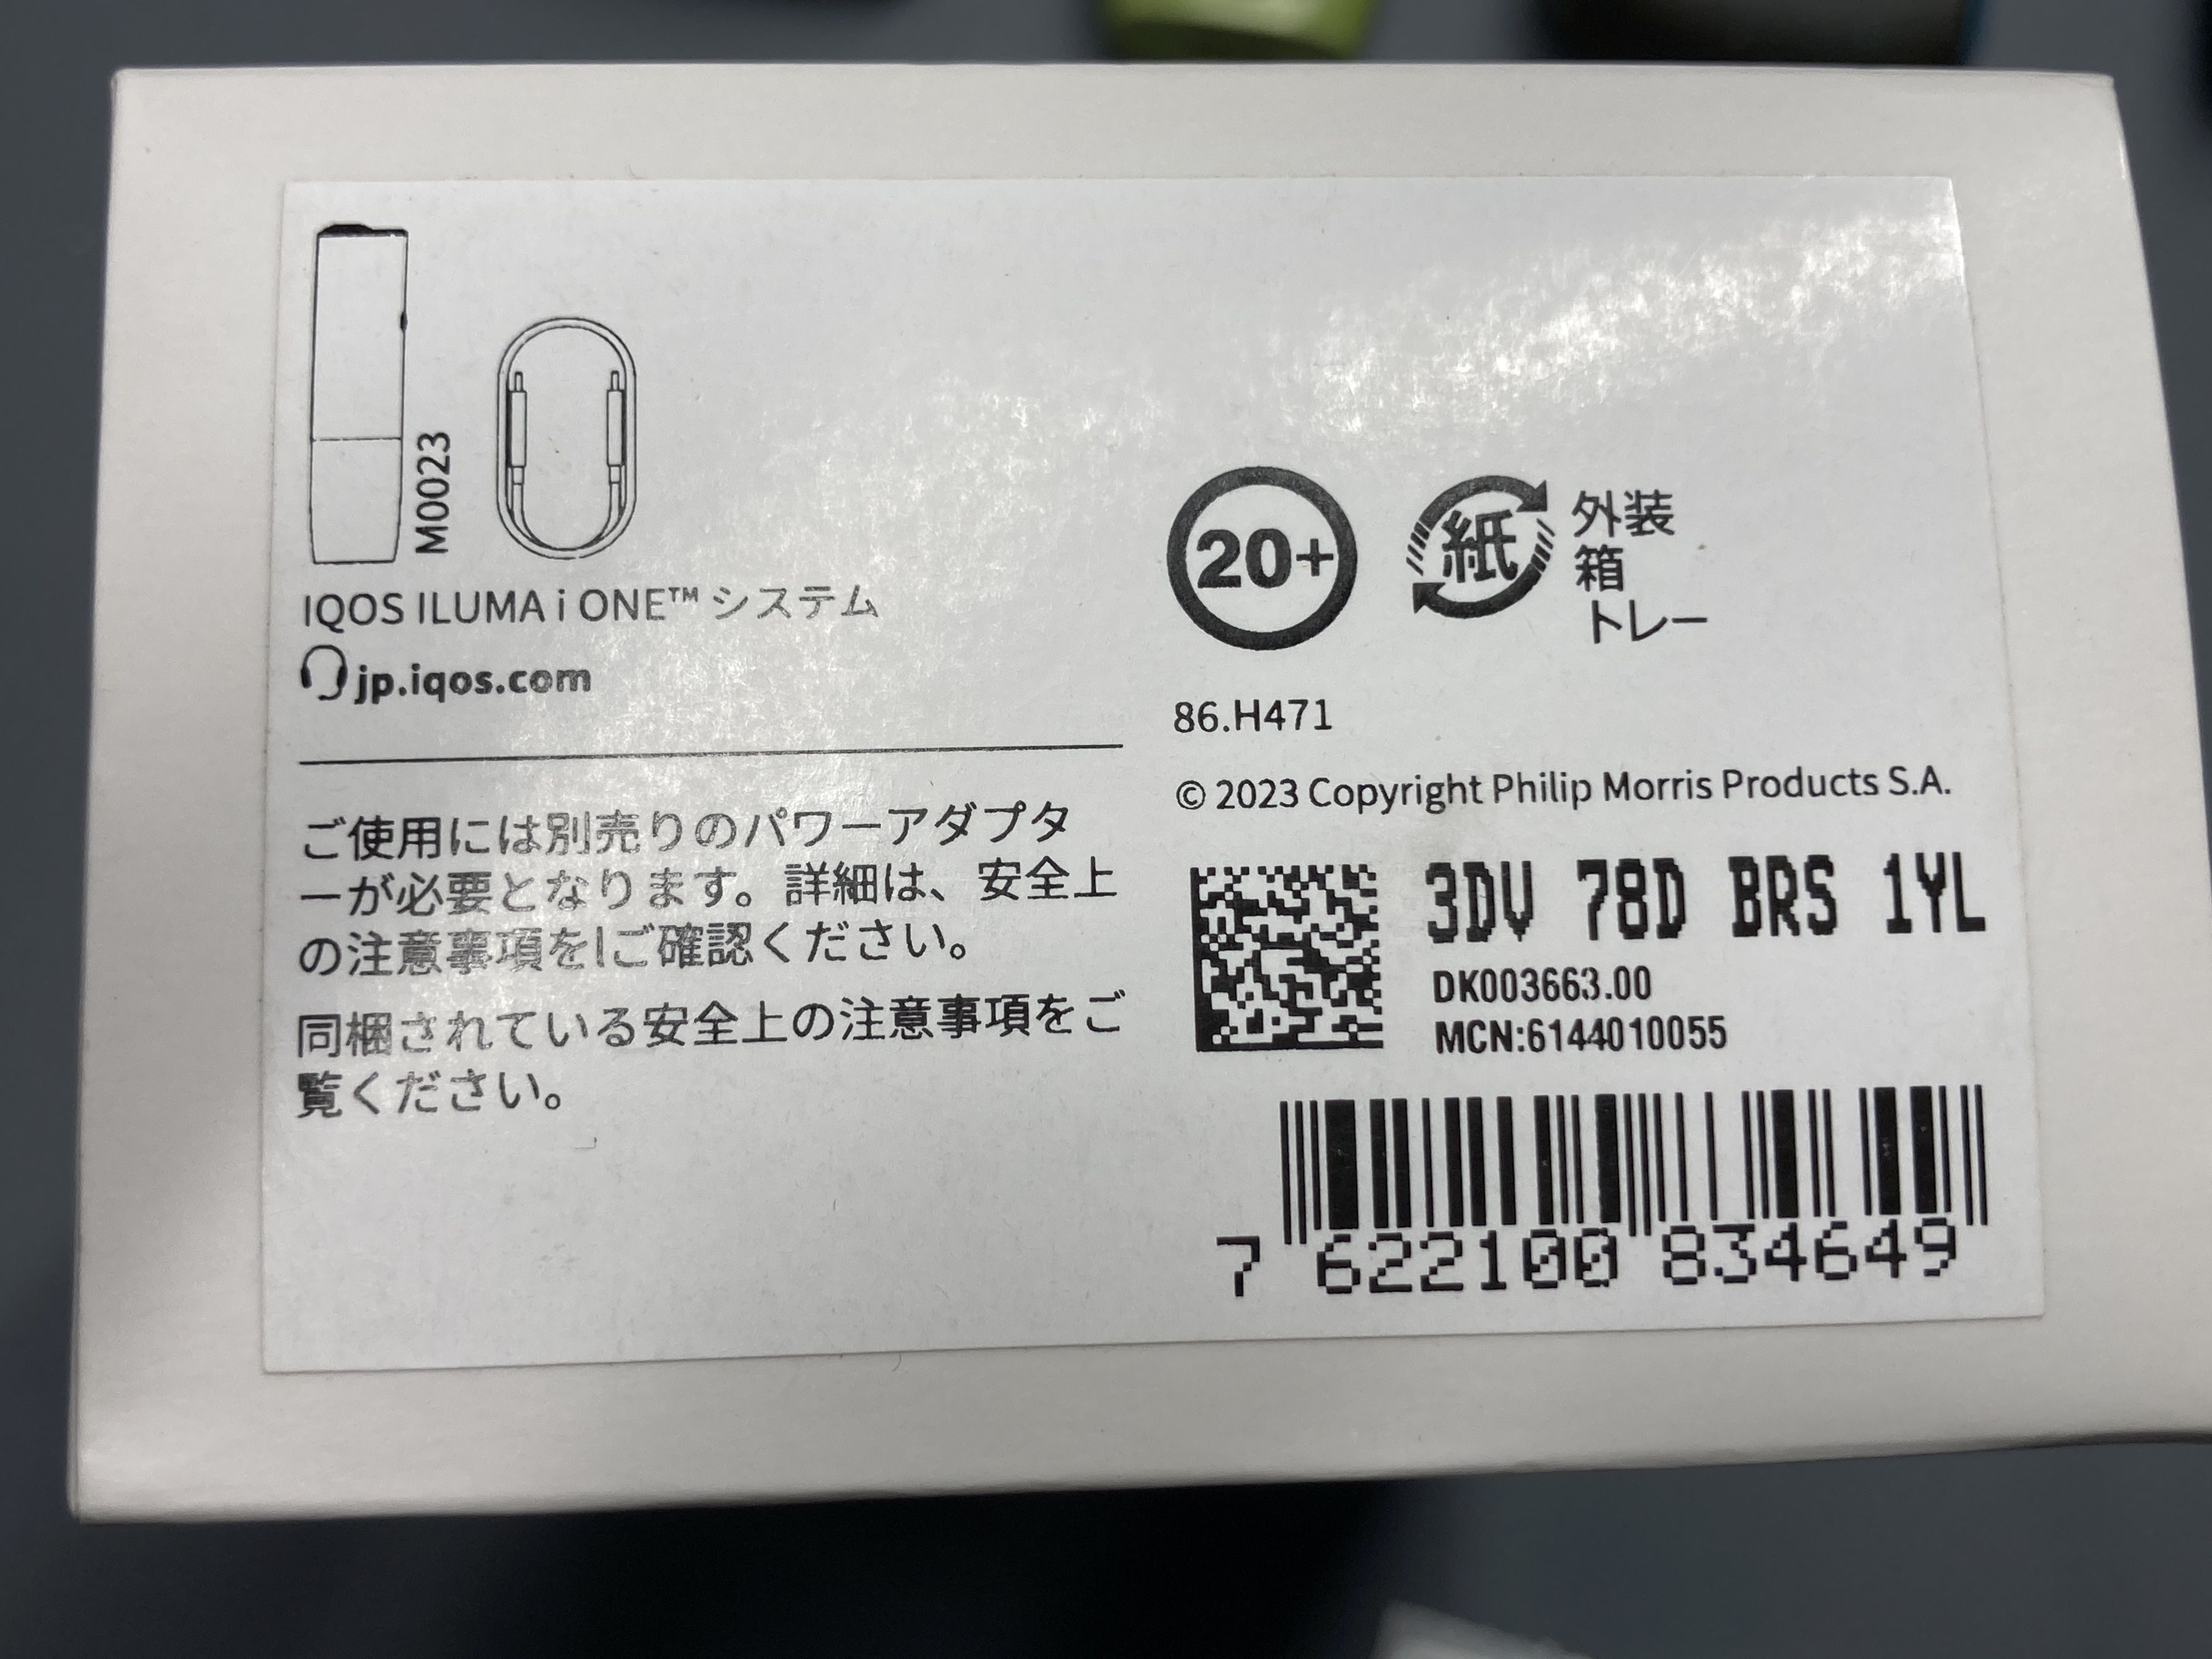 M0023
IQOS ILUMA i ONE™ システム
jp.iqos.com
ご使用には別売りのパワーアダプタ
ーが必要となります。詳細は、安全上
の注意事項をlご確認ください。
同梱されている安全上の注意事項をご
覧ください。
20+
紙
外装
箱
トレー
86.H471
© 2023 Copyright Philip Morris Products S.A.
3DV 78D BRS 1YL
DK003663.00
MCN:6144010055
7 622100 834649